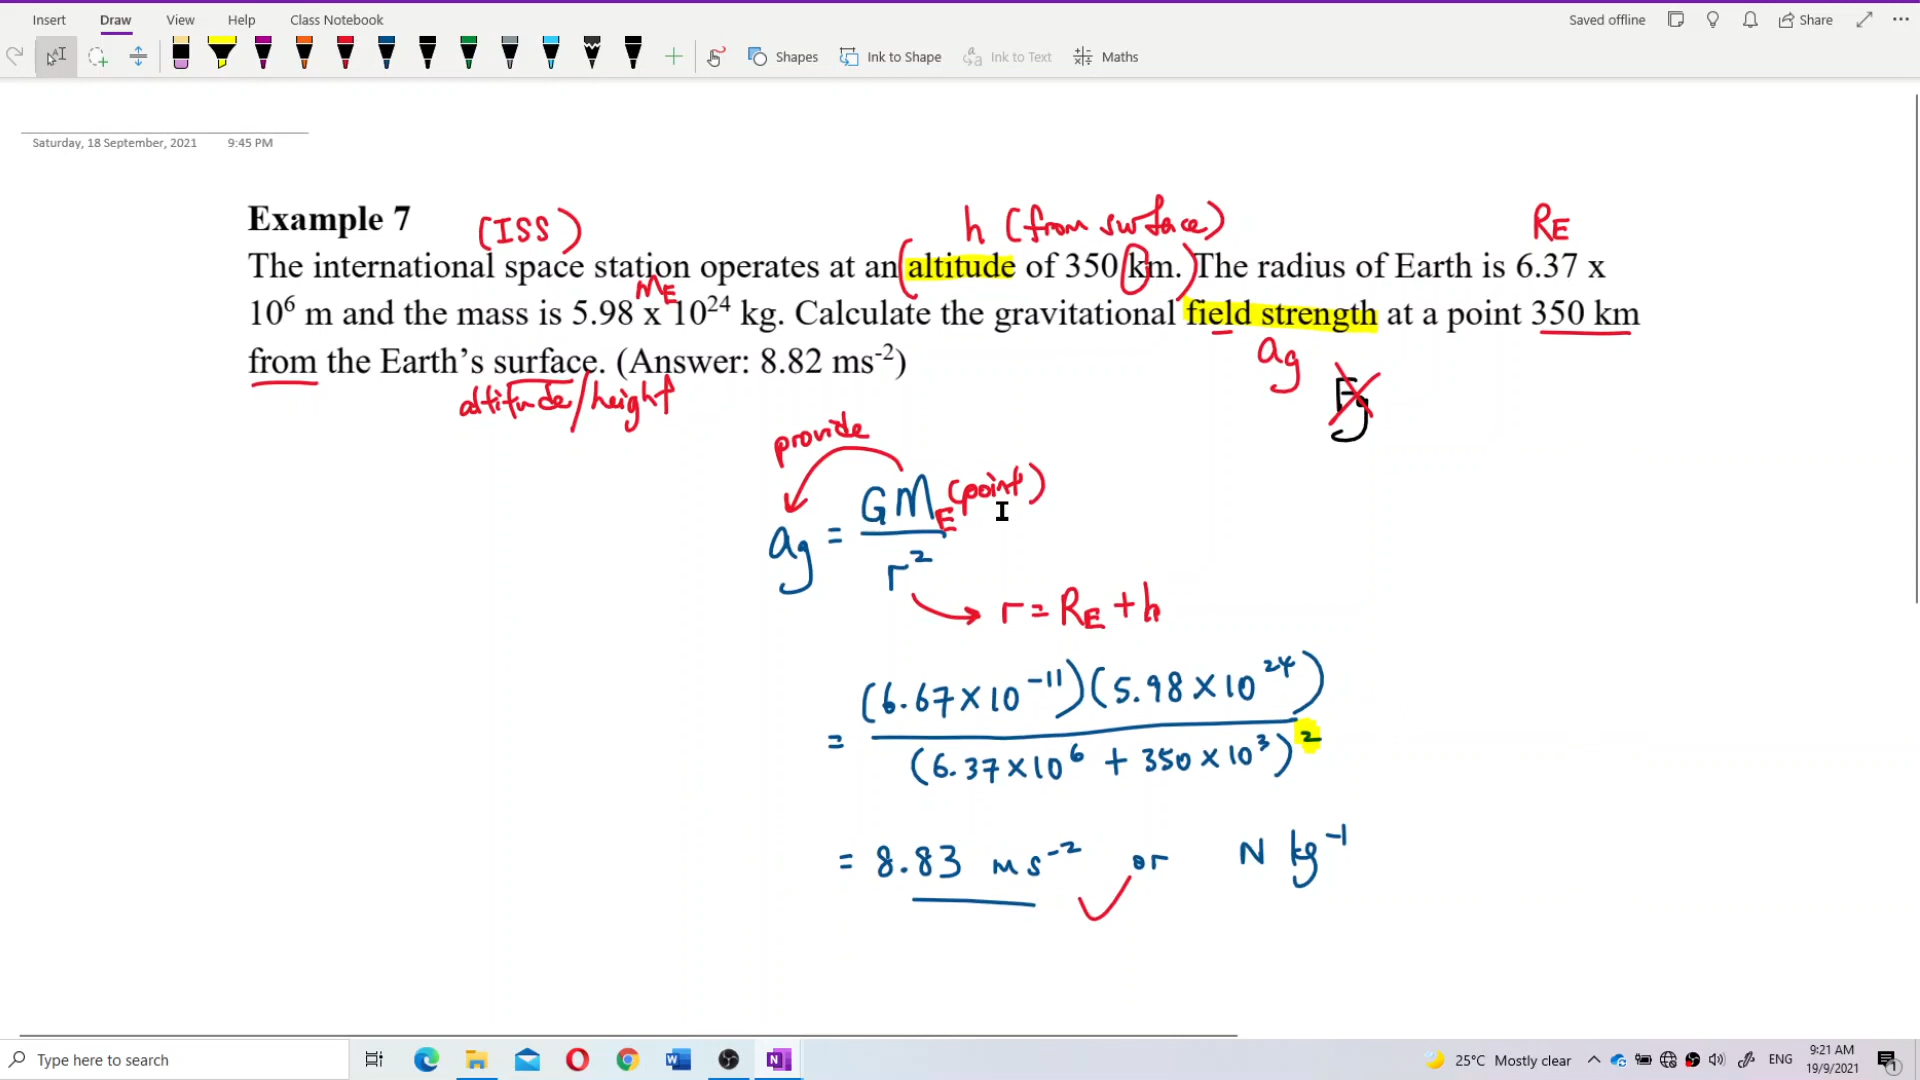 Insert Draw View Help Class Notebook Saved offline Share
Shapes Ink to Shape Ink to Text Maths
Saturday, 18 September, 2021 9:45 PM
Example 7 (ISS) h (from surface) RE
The international space station operates at an altitude of 350 km. The radius of Earth is 6.37 x
ME
10⁶ m and the mass is 5.98 x 10²⁴ kg. Calculate the gravitational field strength at a point 350 km
from the Earth's surface. (Answer: 8.82 ms⁻²) ag
altitude/height Fg
provide
ag = GME/r² (point)
r = RE + h
= (6.67×10⁻¹¹)(5.98×10²⁴)
(6.37×10⁶ + 350×10³)²
= 8.83 ms⁻² or N kg⁻¹
Type here to search 25°C Mostly clear ENG 9:21 AM
19/9/2021